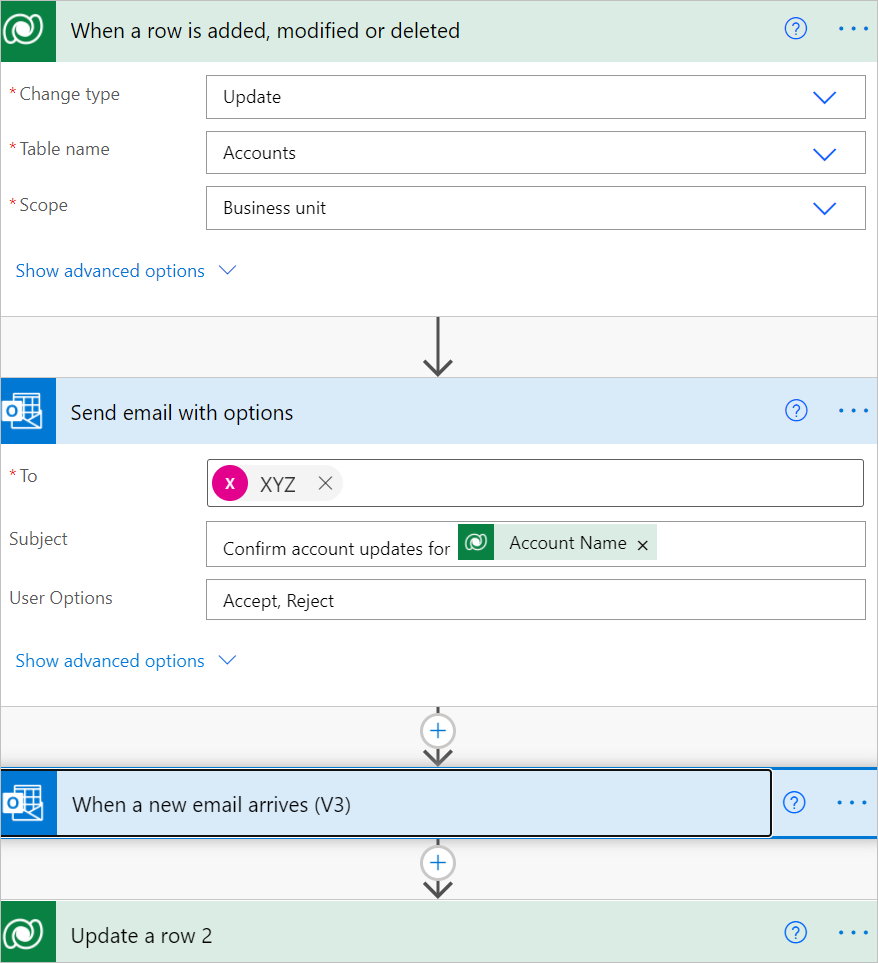 When a row is added, modified or deleted ? ...
* Change type Update
* Table name Accounts
* Scope Business unit
Show advanced options
Send email with options ? ...
* To X XYZ ×
Subject Confirm account updates for Account Name ×
User Options Accept, Reject
Show advanced options
+
When a new email arrives (V3) ? ...
+
Update a row 2 ? ...